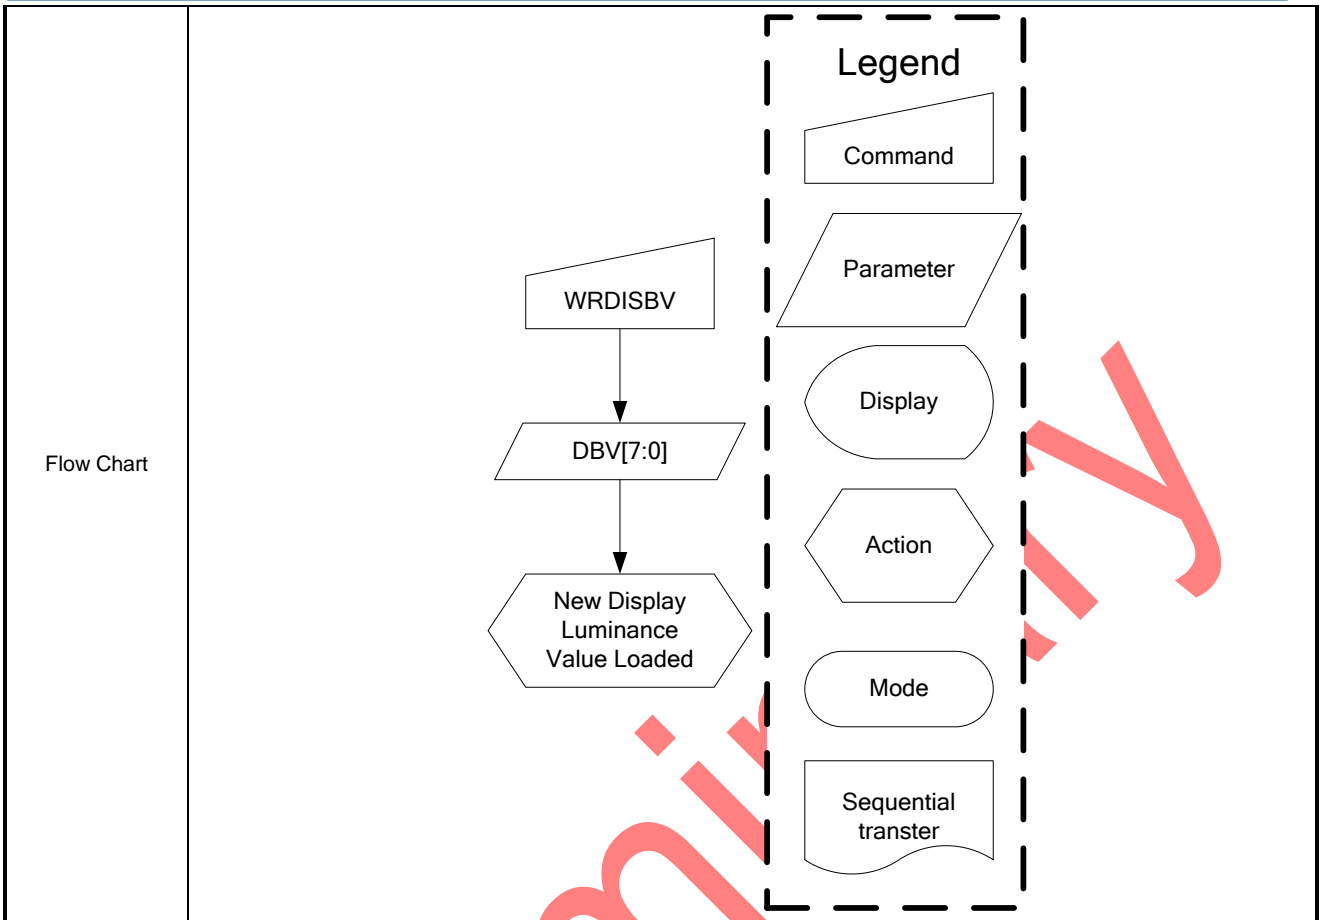 Flow Chart
WRDISBV
DBV[7:0]
New Display
Luminance
Value Loaded
Legend
Command
Parameter
Display
Action
Mode
Sequential
transter